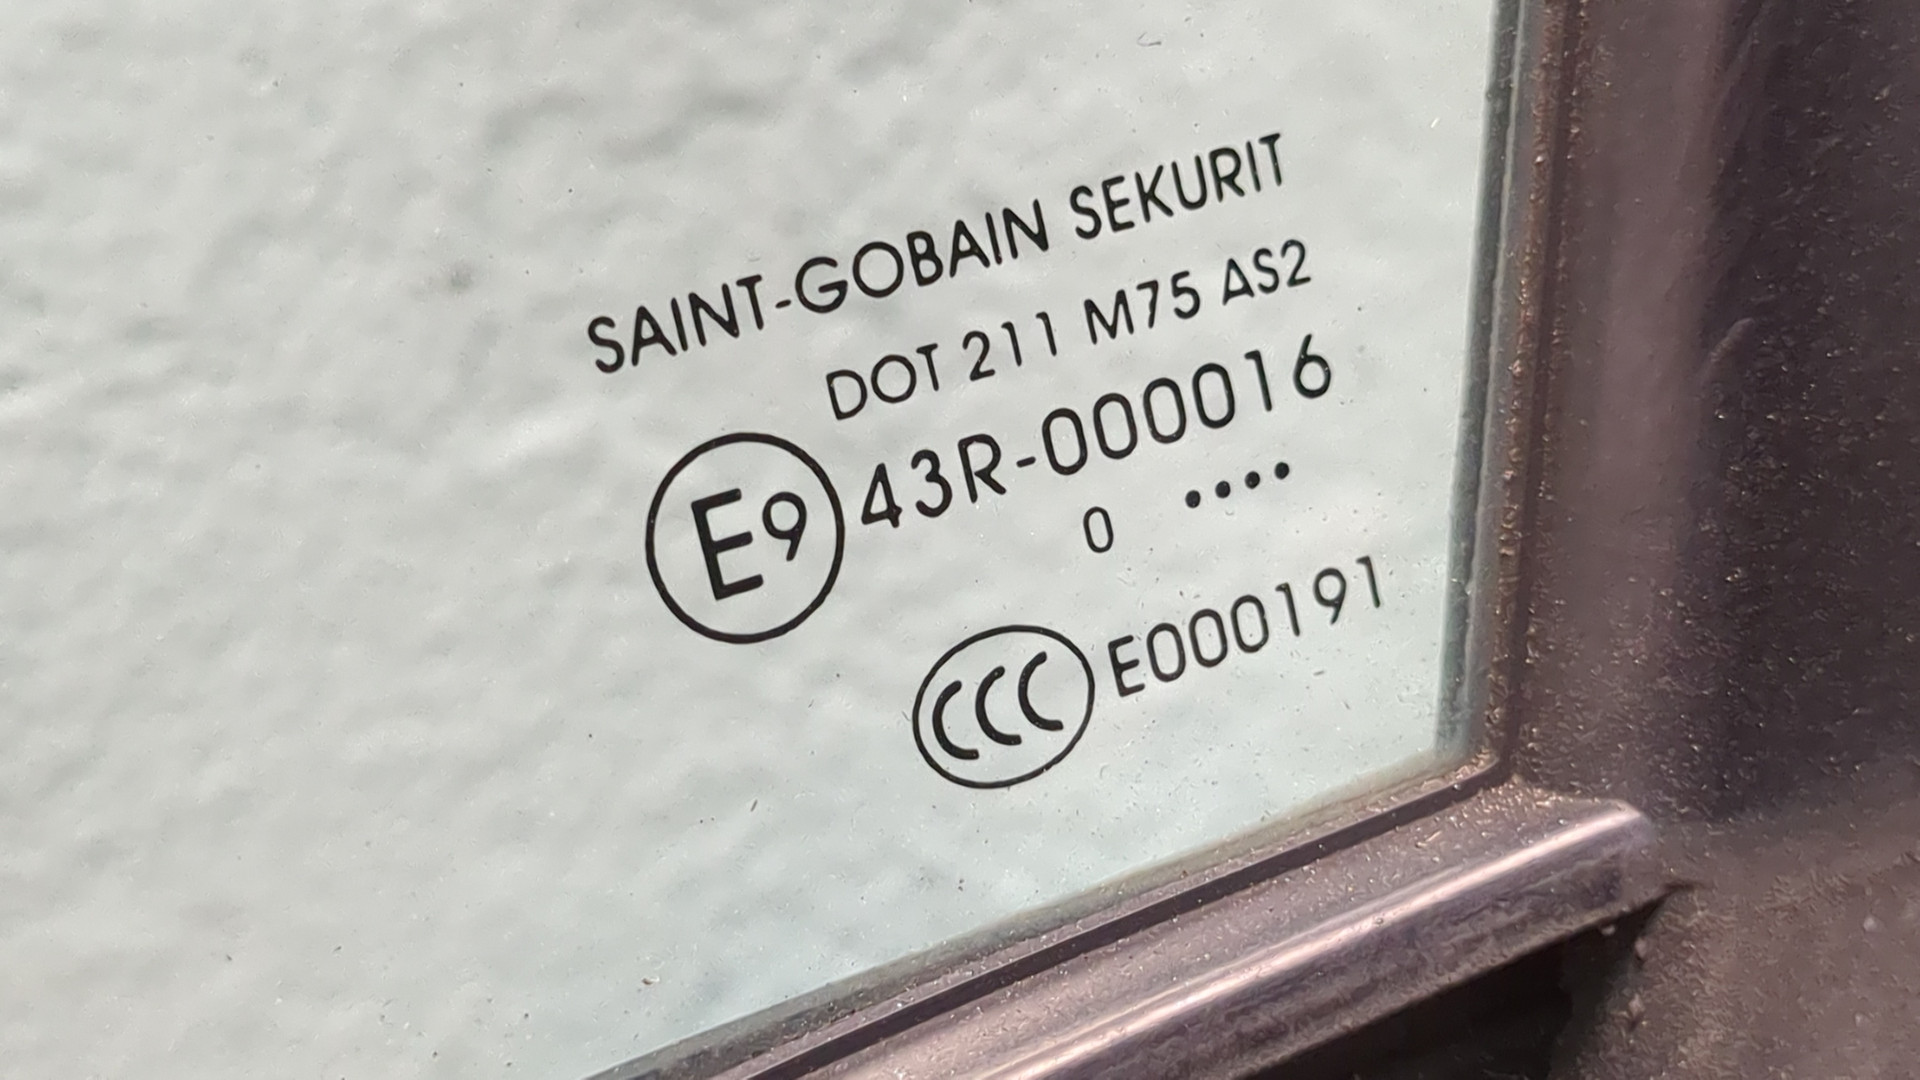 SAINT-GOBAIN SEKURIT
DOT 211 M75 AS2
E9 43R-000016
0 ••••
CCC E000191